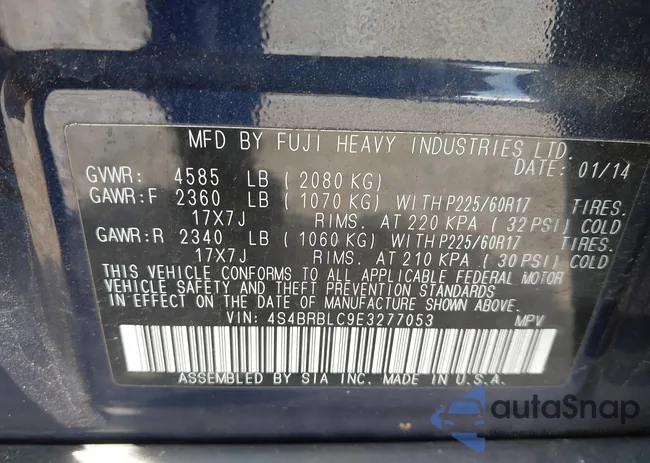 MFD BY FUJI HEAVY INDUSTRIES LTD.
DATE: 01/14
GVWR: 4585 LB ( 2080 KG)
GAWR:F 2360 LB ( 1070 KG) WITH P225/60R17 TIRES.
17X7J RIMS. AT 220 KPA ( 32 PSI) COLD
GAWR:R 2340 LB ( 1060 KG) WITH P225/60R17 TIRES.
17X7J RIMS. AT 210 KPA ( 30 PSI) COLD
THIS VEHICLE CONFORMS TO ALL APPLICABLE FEDERAL MOTOR
VEHICLE SAFETY AND THEFT PREVENTION STANDARDS
IN EFFECT ON THE DATE OF MANUFACTURE SHOWN ABOVE.
VIN: 4S4BRBLC9E3277053 MPV
ASSEMBLED BY SIA INC. MADE IN U.S.A.
autoSnap